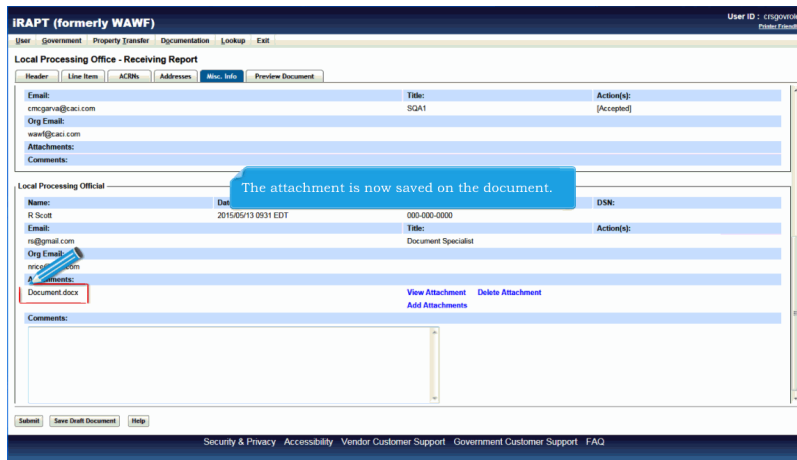 iRAPT (formerly WAWF)
User ID : crsgovrol
Printer Friend
User Government Property Transfer Documentation Lookup Exit
Local Processing Office - Receiving Report
Header Line Item ACRNs Addresses Misc. Info Preview Document
Email: Title: Action(s):
cmcgarva@caci.com SQA1 [Accepted]
Org Email:
wawf@caci.com
Attachments:
Comments:
The attachment is now saved on the document.
Local Processing Official
Name: Dat DSN:
R Scott 2015/05/13 0931 EDT 000-000-0000
Email: Title: Action(s):
rs@gmail.com Document Specialist
Org Email:
Attachments:
Document.docx View Attachment Delete Attachment
Add Attachments
Comments:
Submit Save Draft Document Help
Security & Privacy Accessibility Vendor Customer Support Government Customer Support FAQ